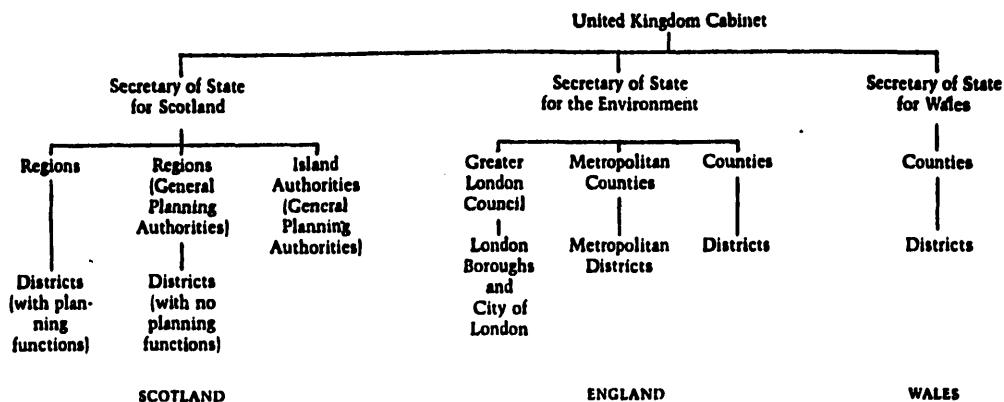 United Kingdom Cabinet
Secretary of State
for Scotland
Secretary of State
for the Environment
Secretary of State
for Wales
Regions
Regions
(General
Planning
Authorities)
Island
Authorities
(General
Planning
Authorities)
Greater
London
Council
Metropolitan
Counties
Counties
Counties
Districts
(with plan-
ning
functions)
Districts
(with no
planning
functions)
London
Boroughs
and
City of
London
Metropolitan
Districts
Districts
Districts
SCOTLAND
ENGLAND
WALES